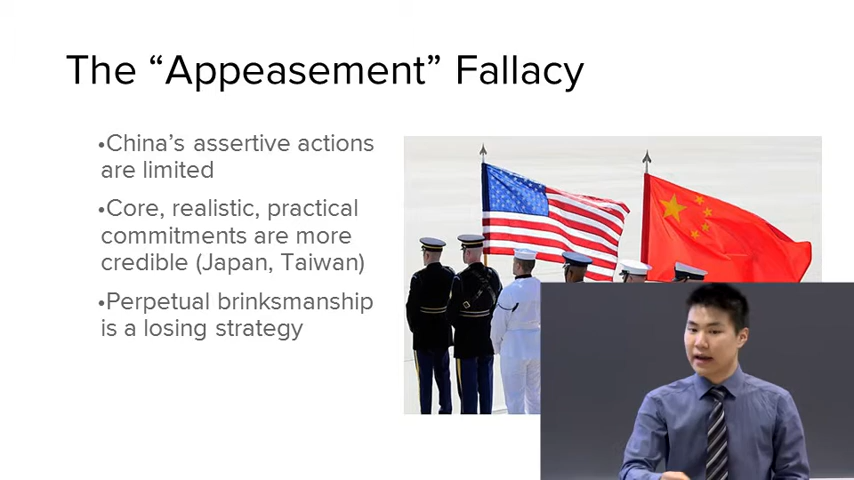 The “Appeasement” Fallacy
•China’s assertive actions
are limited
•Core, realistic, practical
commitments are more
credible (Japan, Taiwan)
•Perpetual brinksmanship
is a losing strategy